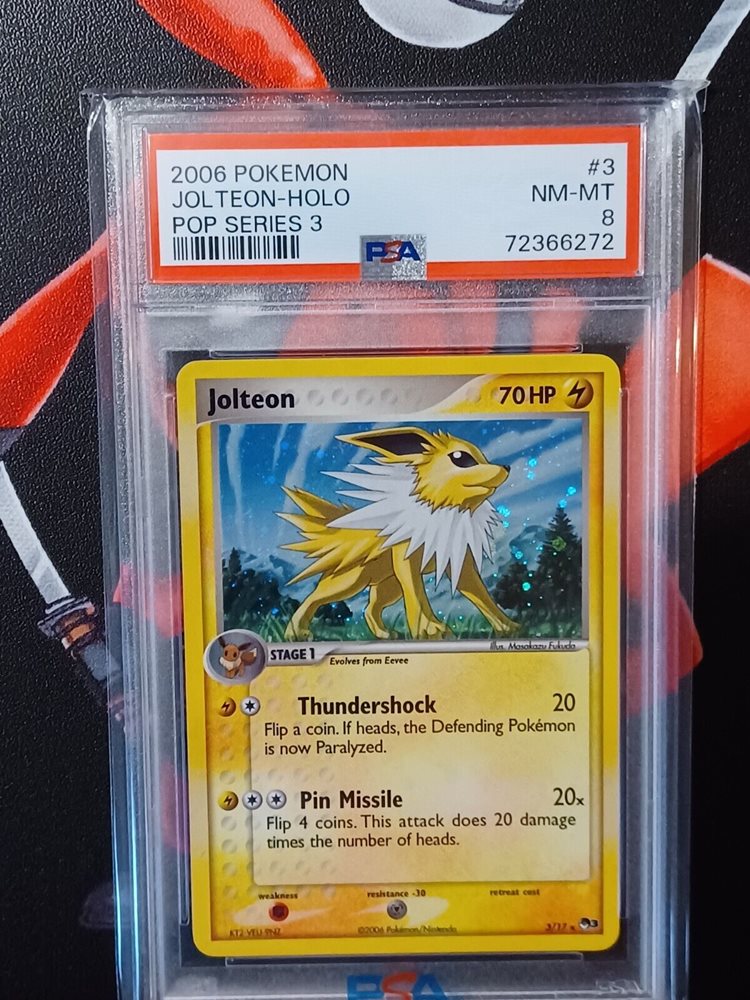 2006 POKEMON #3
JOLTEON-HOLO NM-MT
POP SERIES 3 8
PSA 72366272
Jolteon 70 HP
Illus. Masakazu Fukuda
STAGE 1
Evolves from Eevee
Thundershock 20
Flip a coin. If heads, the Defending Pokémon
is now Paralyzed.
Pin Missile 20x
Flip 4 coins. This attack does 20 damage
times the number of heads.
weakness resistance -30 retreat cost
©2006 Pokémon/Nintendo 3/17
PSA